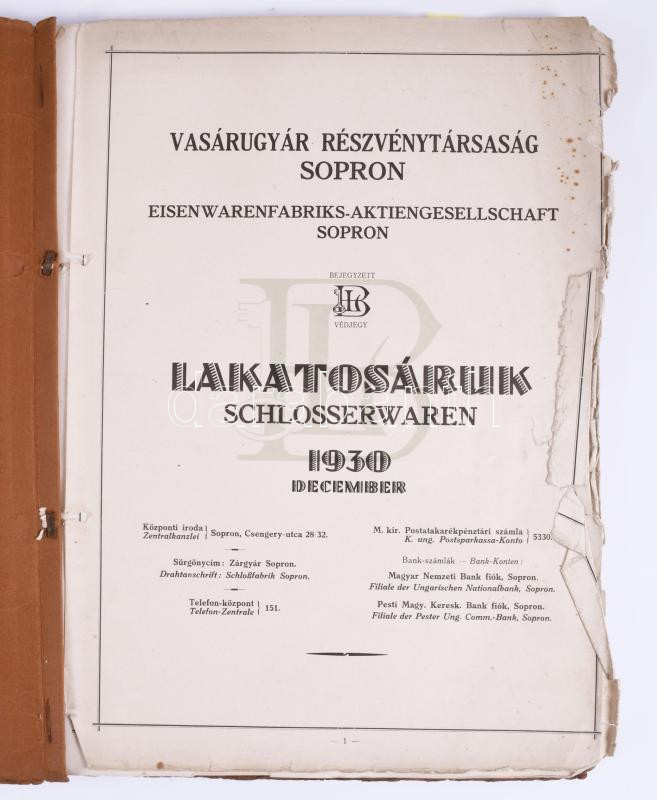 VASÁRUGYÁR RÉSZVÉNYTÁRSASÁG
SOPRON
EISENWARENFABRIKS-AKTIENGESELLSCHAFT
SOPRON
BEJEGYZETT
VÉDJEGY
LAKATOSÁRUK
SCHLOSSERWAREN
1930
DECEMBER
Központi iroda
Zentralkanzlei
Sopron, Csengery-utca 28 32.
Sürgönycim: Zárgyár Sopron.
Drahtanschrift: Schloßfabrik Sopron.
Telefon-központ
Telefon-Zentrale
151.
M. kir. Postatakarékpénztári számla
K. ung. Postsparkassa-Konto
5330.
Bank-számlák — Bank-Konten:
Magyar Nemzeti Bank fiók, Sopron.
Filiale der Ungarischen Nationalbank, Sopron.
Pesti Magy. Keresk. Bank fiók, Sopron.
Filiale der Pester Ung. Comm.-Bank, Sopron.
— 1 —